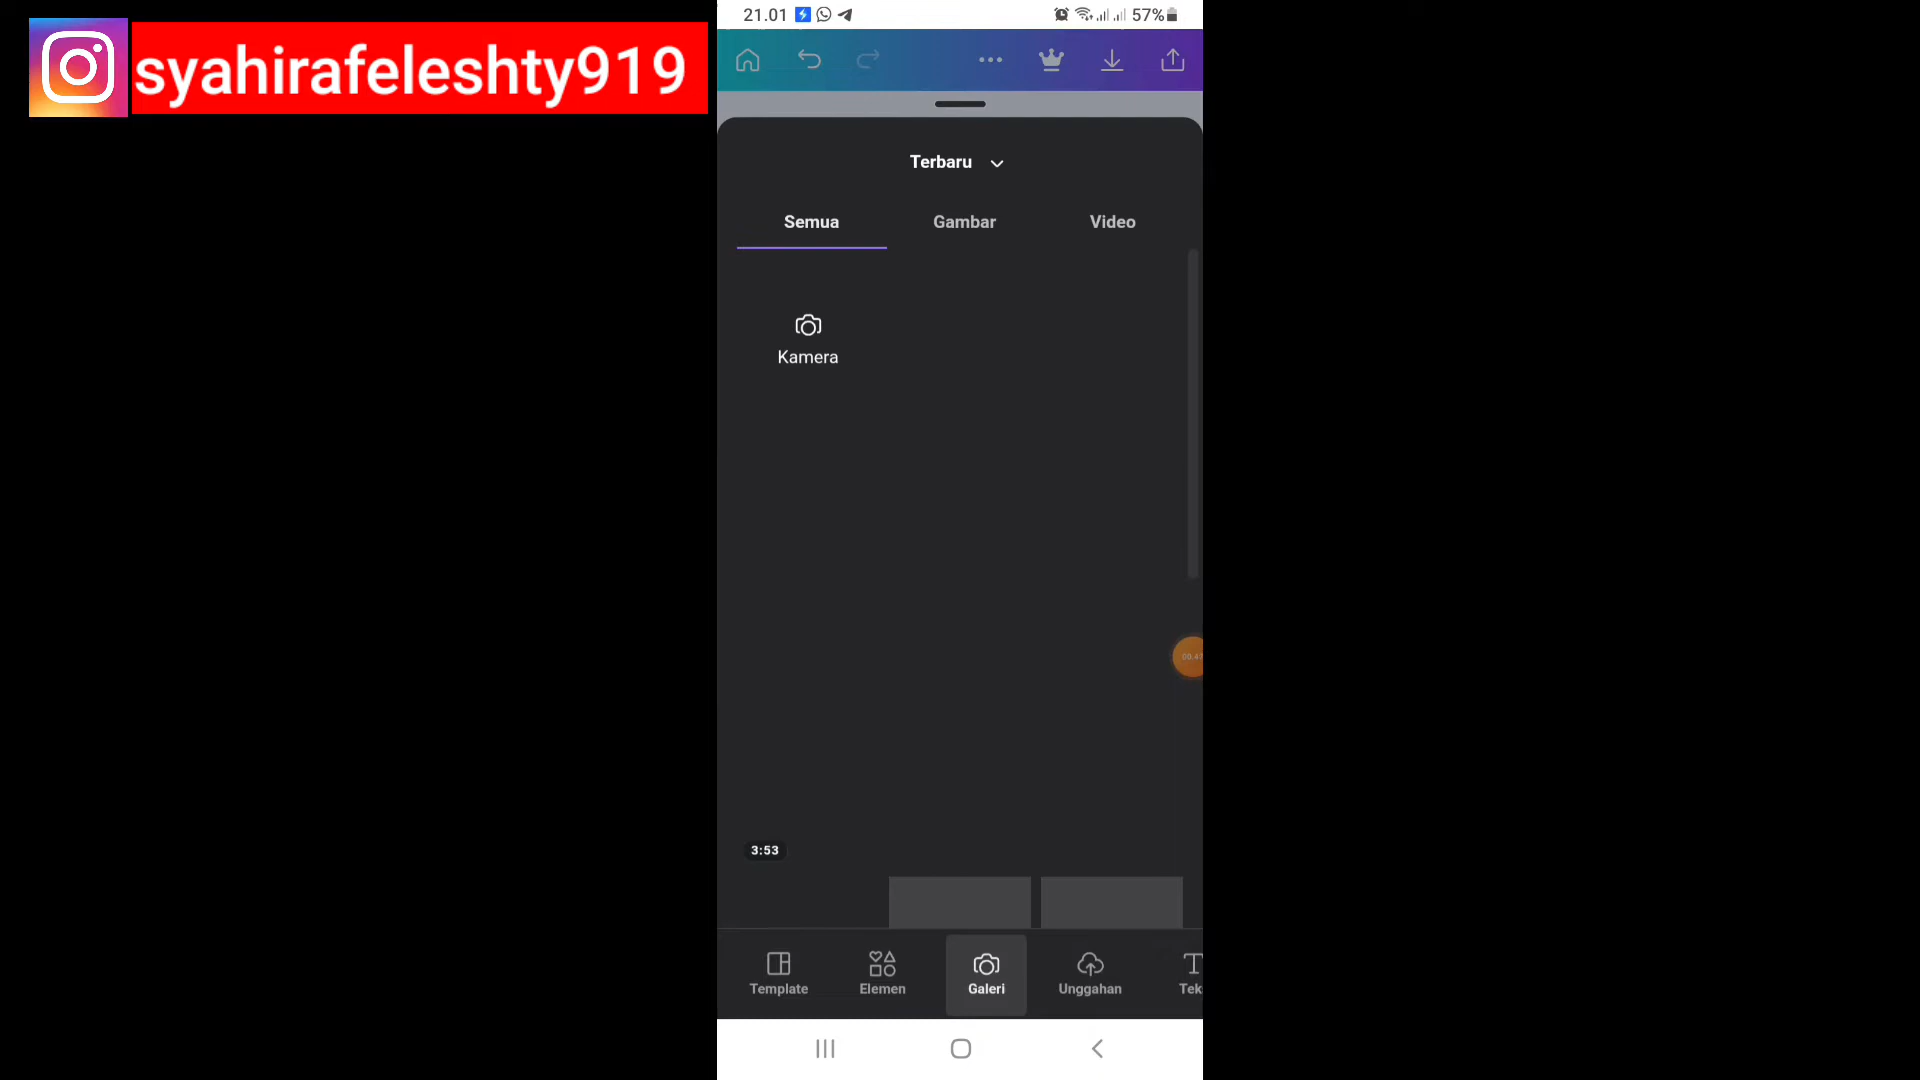 syahirafeleshty919
21.01
57%
Terbaru
Semua Gambar Video
Kamera
3:53
Template Elemen Galeri Unggahan Tek